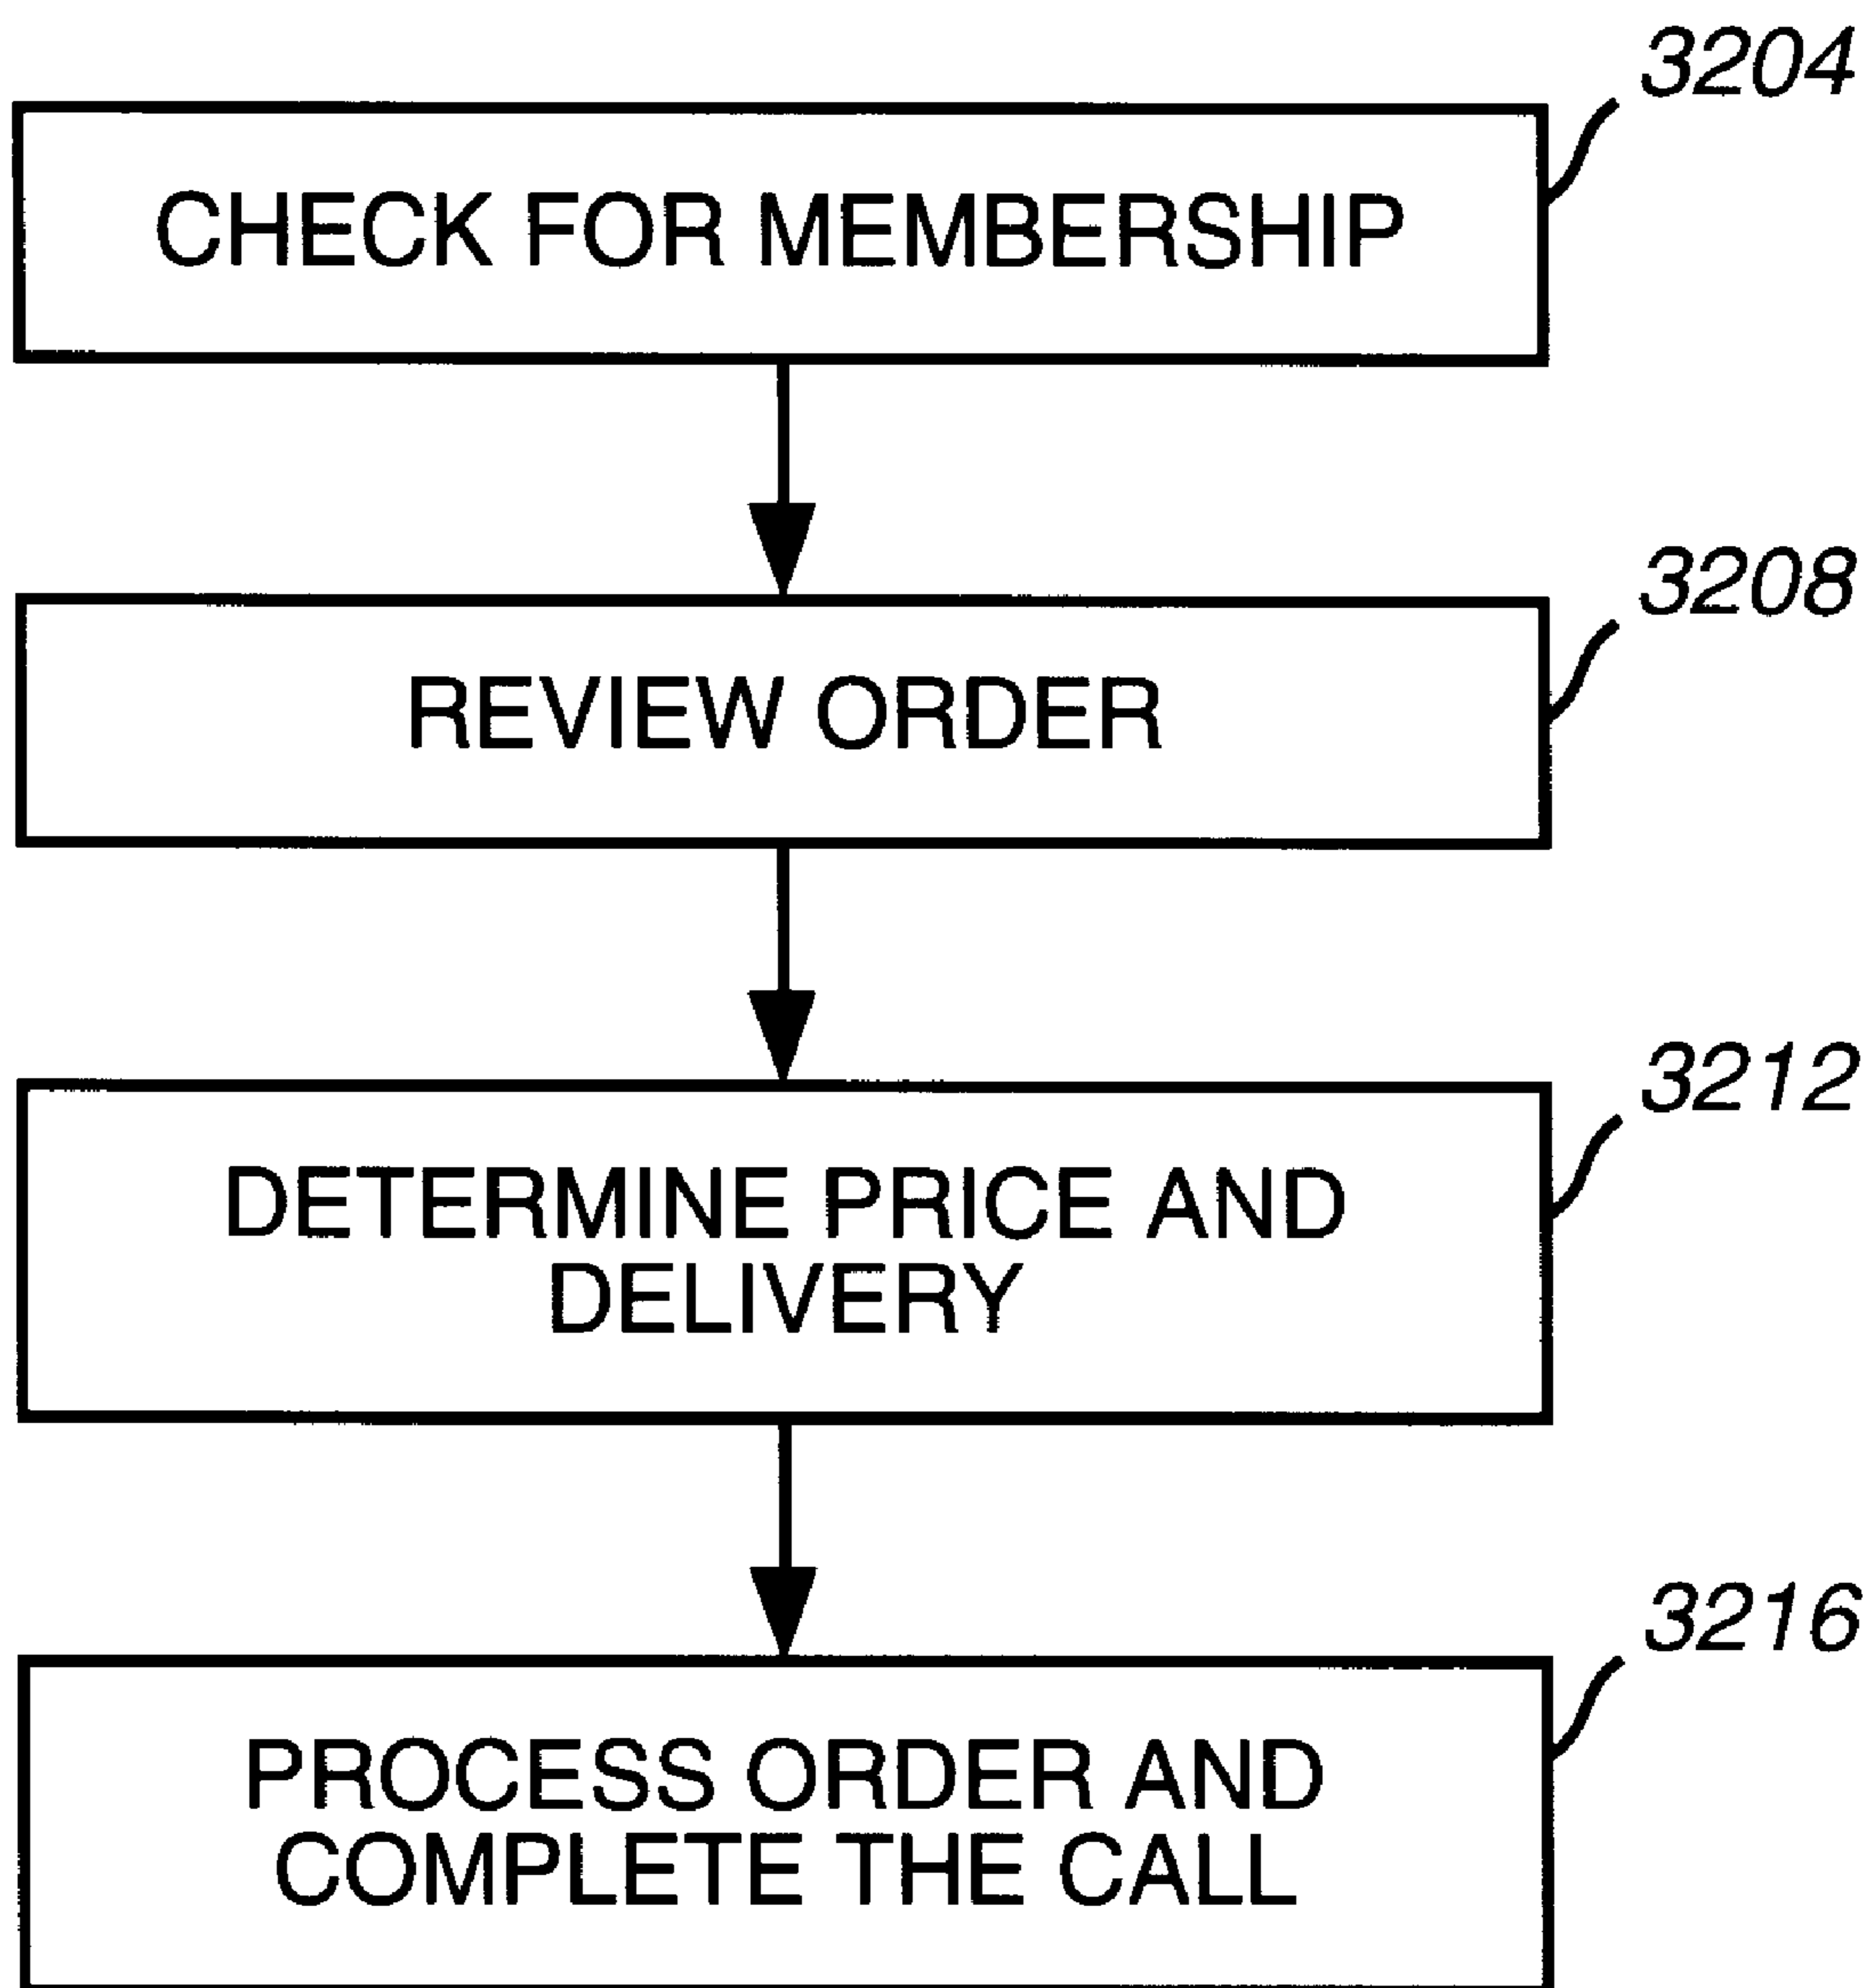 3204
CHECK FOR MEMBERSHIP
3208
REVIEW ORDER
3212
DETERMINE PRICE AND
DELIVERY
3216
PROCESS ORDER AND
COMPLETE THE CALL